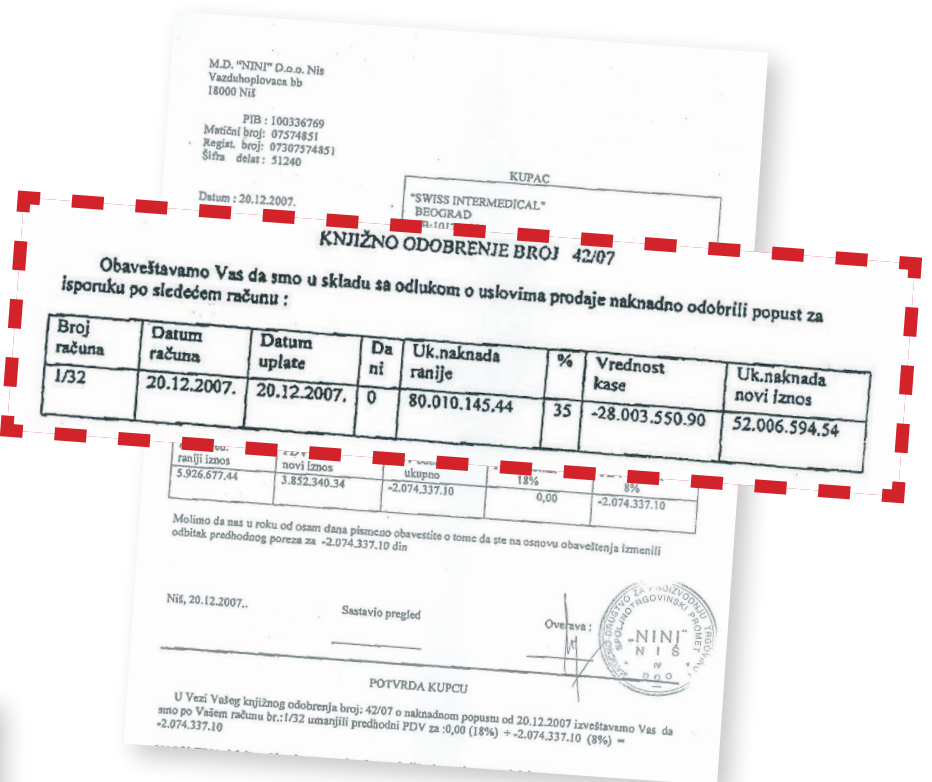 M.D. "NINI" D.o.o. Nis
Vazduhoplovaca bb
18000 Niš
PIB : 100336769
Matični broj: 07574851
Regist. broj: 07307574851
Šifra delat: 51240
Datum : 20.12.2007.
KUPAC
"SWISS INTERMEDICAL"
BEOGRAD
KNJIŽNO ODOBRENJE BROJ 42/07
Obaveštavamo Vas da smo u skladu sa odlukom o uslovima prodaje naknadno odobrili popust za
isporuku po sledećem računu :
Broj računa Datum računa Datum uplate Da ni Uk.naknada ranije % Vrednost kase Uk.naknada novi iznos
1/32 20.12.2007. 20.12.2007. 0 80.010.145.44 35 -28.003.550.90 52.006.594.54
raniji iznos novi iznos ukupno 18% 8%
5.926.677.44 3.852.340.34 -2.074.337.10 0,00 -2.074.337.10
Molimo da nas u roku od osam dana pismeno obavestite o tome da ste na osnovu obaveštenja izmenili
odbitak predhodnog poreza za -2.074.337.10 din
Niš, 20.12.2007..
Sastavio pregled
Overava :
"NINI"
NIŠ
DOO
POTVRDA KUPCU
U Vezi Vašeg knjižnog odobrenja broj: 42/07 o naknadnom popustu od 20.12.2007 izveštavamo Vas da
smo po Vašem računu br.:1/32 umanjili predhodni PDV za :0,00 (18%) + -2.074.337.10 (8%) =
-2.074.337.10